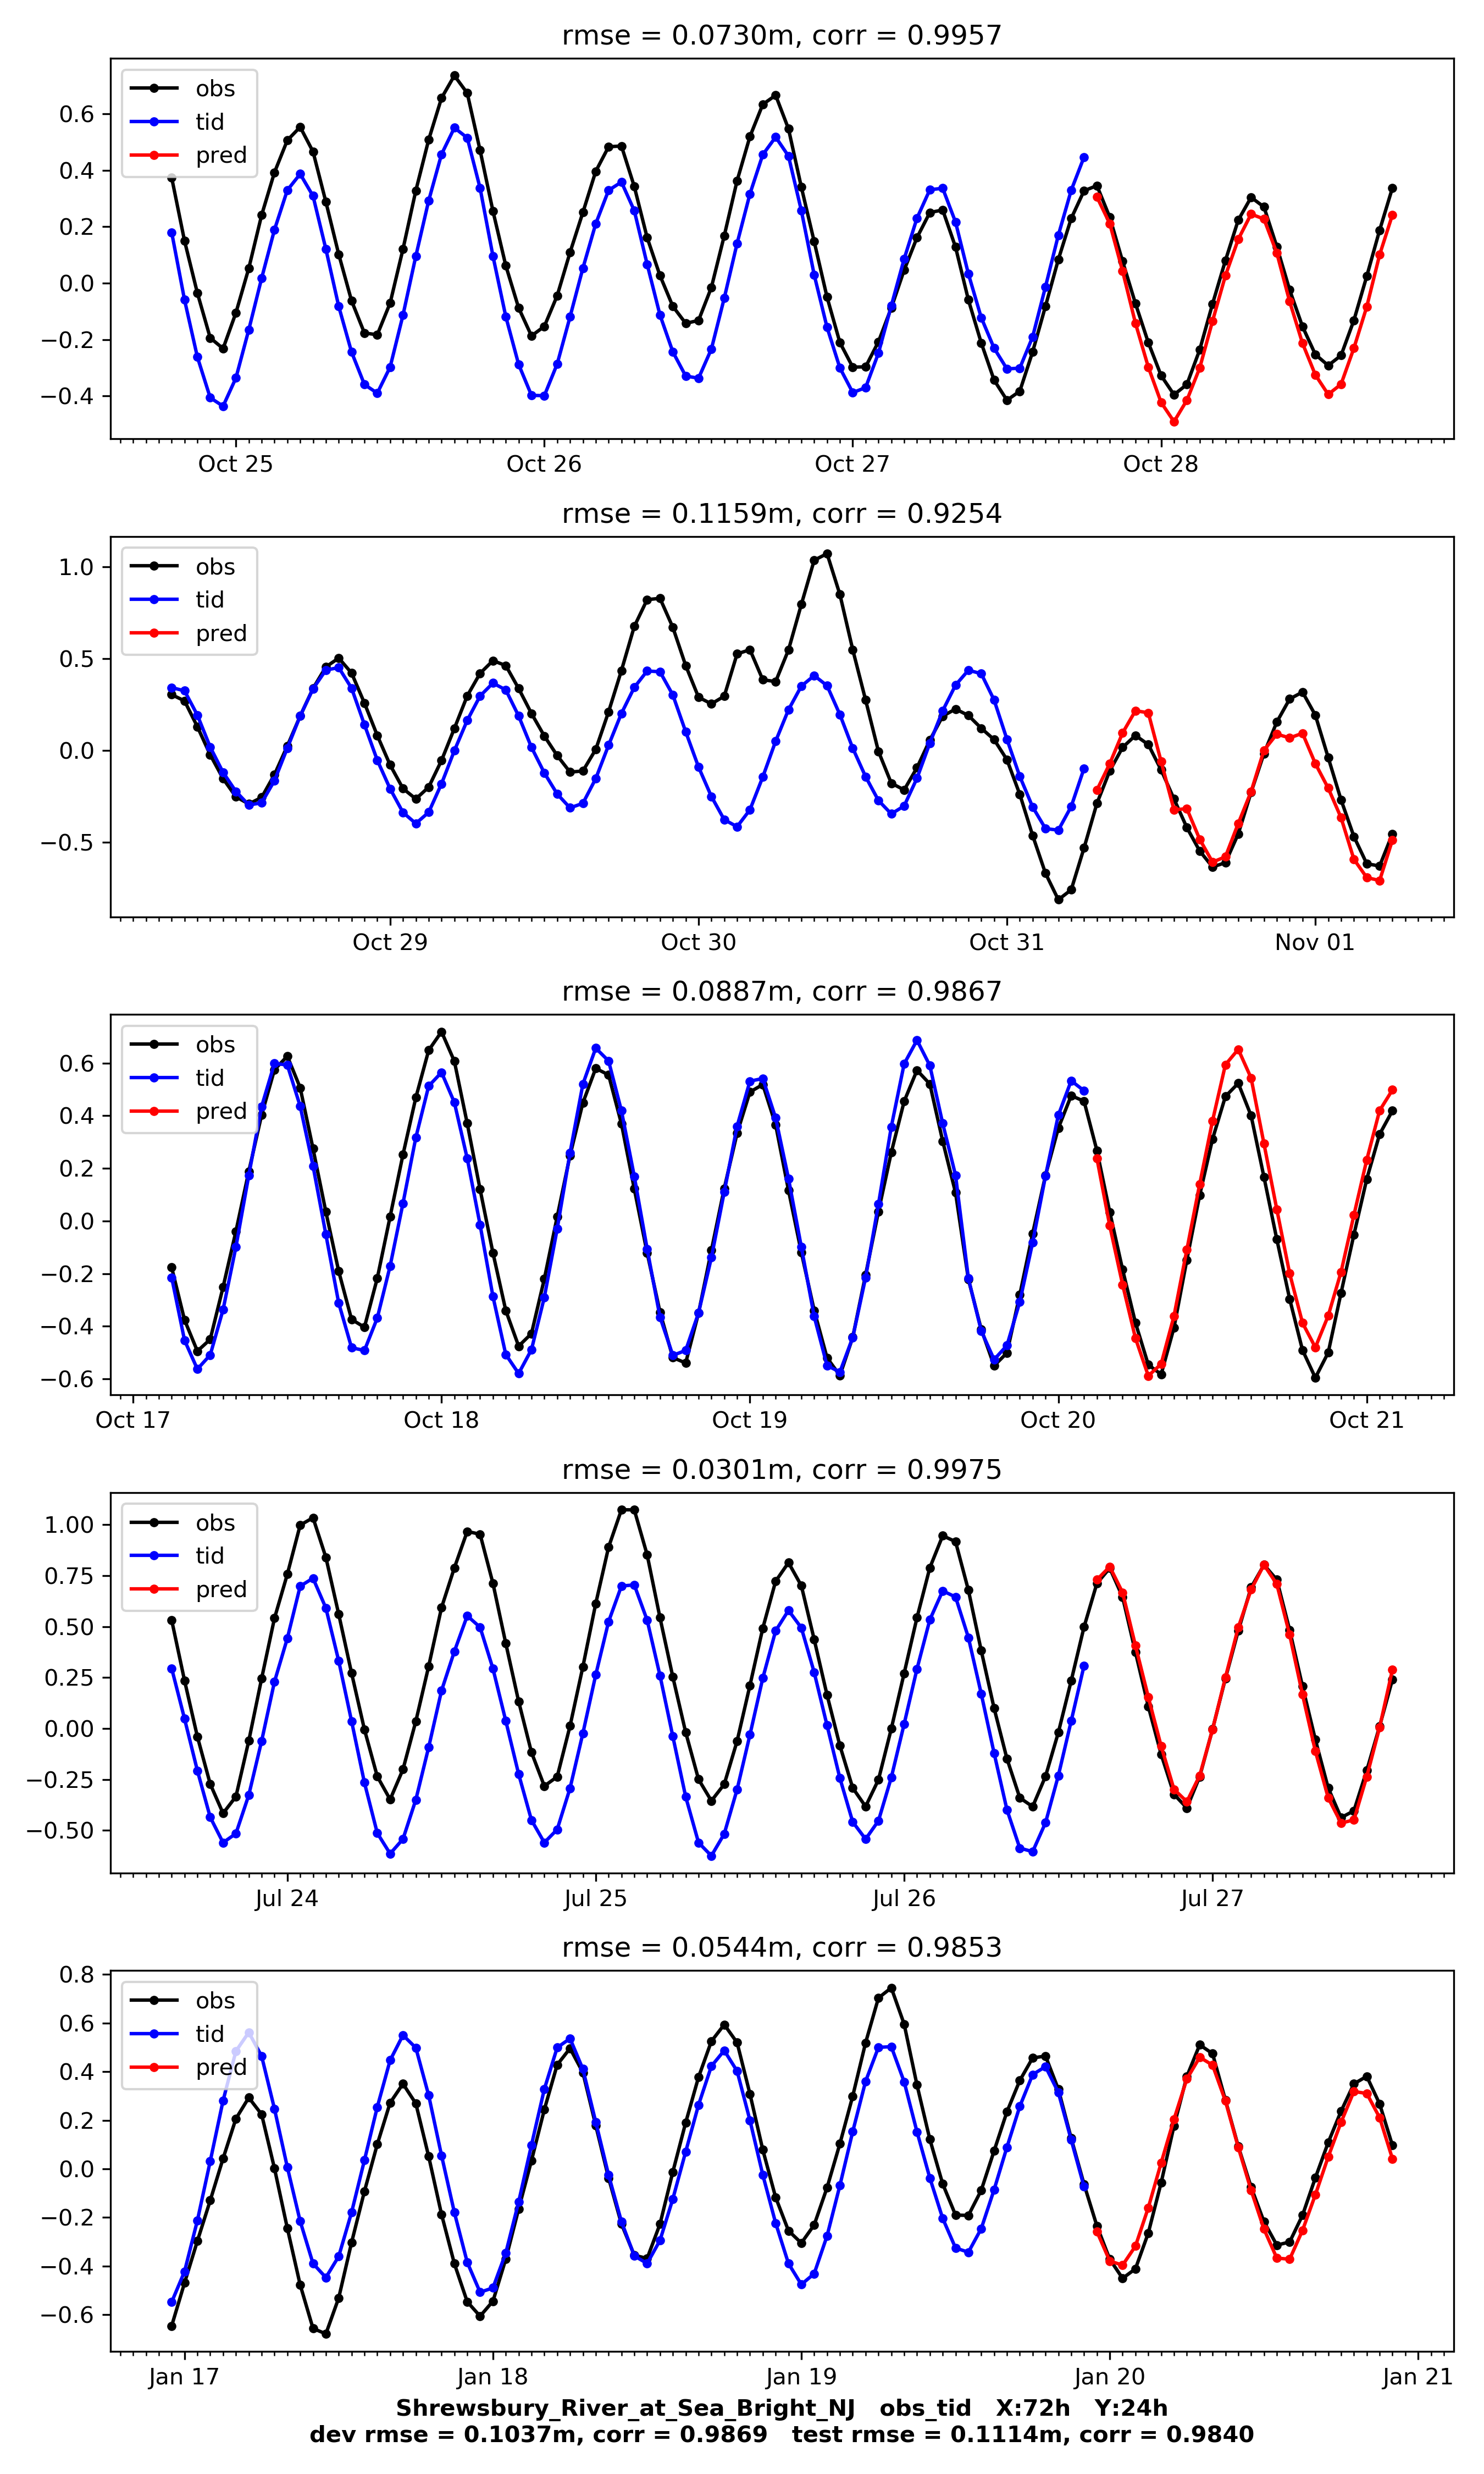 rmse = 0.0730m, corr = 0.9957
obs
tid
pred
0.6
0.4
0.2
0.0
−0.2
−0.4
Oct 25 Oct 26 Oct 27 Oct 28
rmse = 0.1159m, corr = 0.9254
obs
tid
pred
1.0
0.5
0.0
−0.5
Oct 29 Oct 30 Oct 31 Nov 01
rmse = 0.0887m, corr = 0.9867
obs
tid
pred
0.6
0.4
0.2
0.0
−0.2
−0.4
−0.6
Oct 17 Oct 18 Oct 19 Oct 20 Oct 21
rmse = 0.0301m, corr = 0.9975
obs
tid
pred
1.00
0.75
0.50
0.25
0.00
−0.25
−0.50
Jul 24 Jul 25 Jul 26 Jul 27
rmse = 0.0544m, corr = 0.9853
obs
tid
pred
0.8
0.6
0.4
0.2
0.0
−0.2
−0.4
−0.6
Jan 17 Jan 18 Jan 19 Jan 20 Jan 21
Shrewsbury_River_at_Sea_Bright_NJ obs_tid X:72h Y:24h
dev rmse = 0.1037m, corr = 0.9869 test rmse = 0.1114m, corr = 0.9840